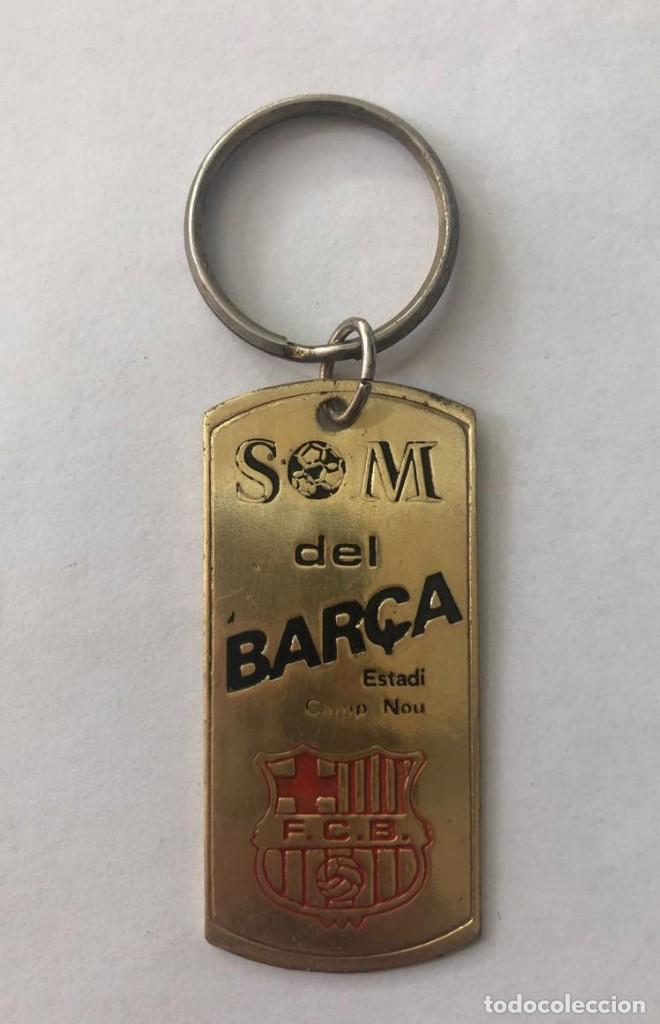 SOM
del
BARÇA
Estadi
Camp Nou
F.C.B.
todocoleccion